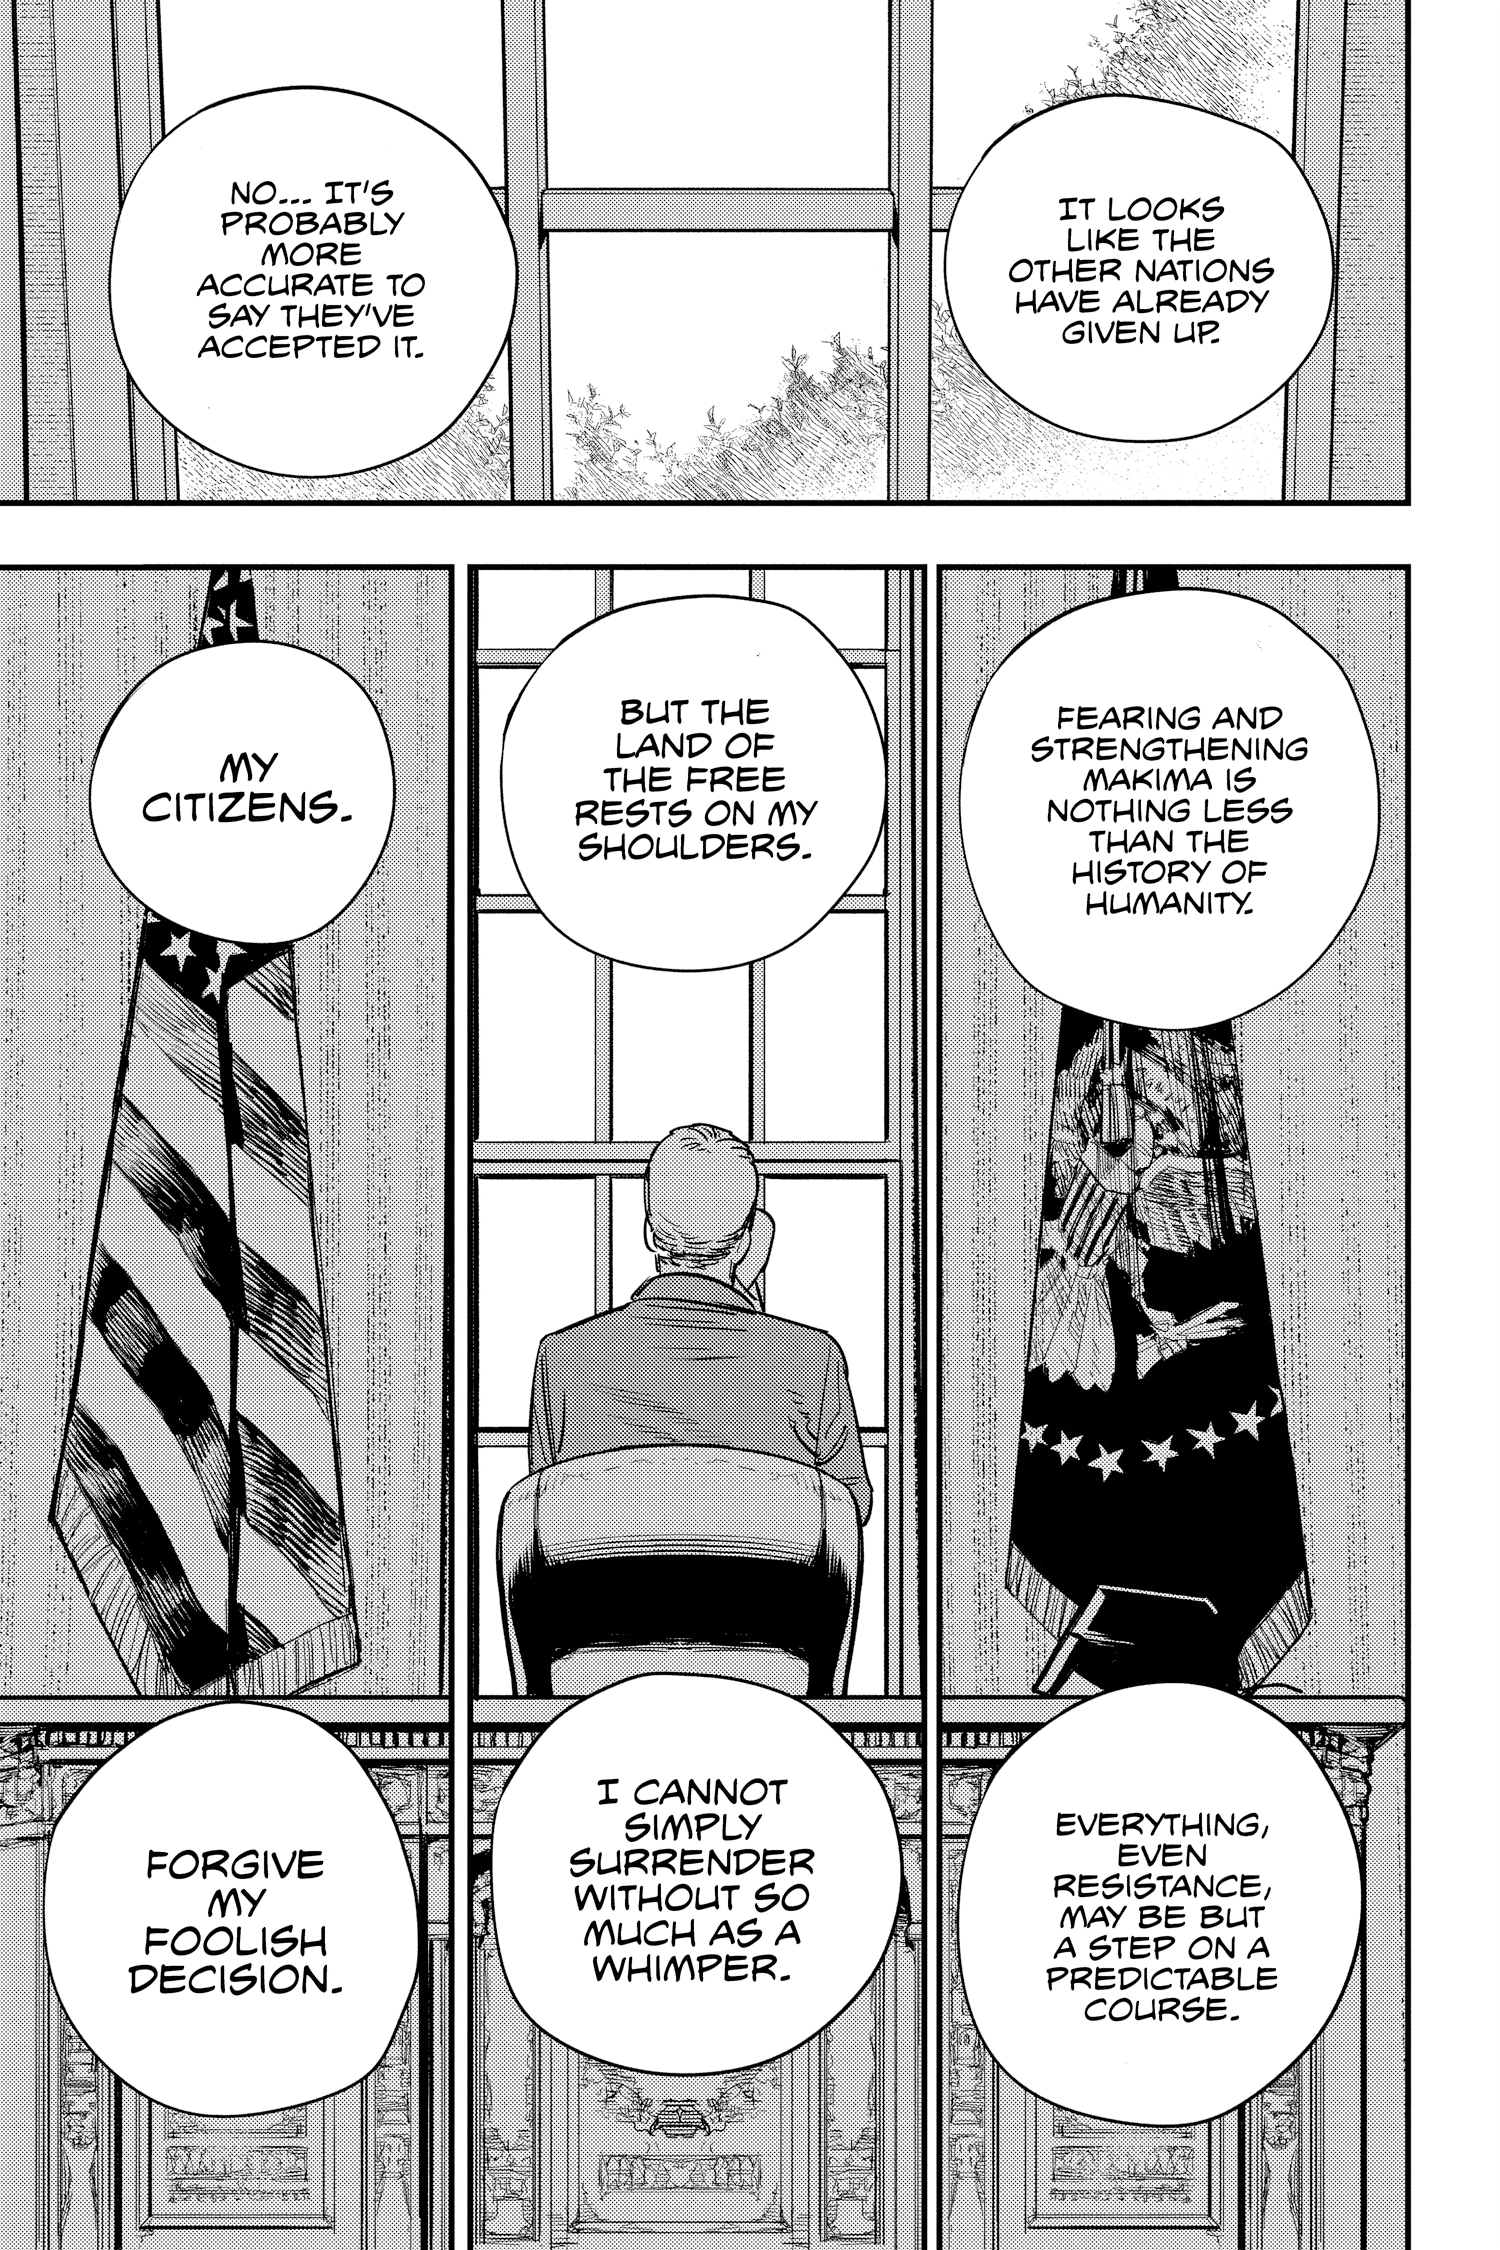 IT LOOKS
LIKE THE
OTHER NATIONS
HAVE ALREADY
GIVEN UP.
NO... IT'S
PROBABLY
MORE
ACCURATE TO
SAY THEY'VE
ACCEPTED IT.
FEARING AND
STRENGTHENING
MAKIMA IS
NOTHING LESS
THAN THE
HISTORY OF
HUMANITY.
EVERYTHING,
EVEN
RESISTANCE,
MAY BE BUT
A STEP ON A
PREDICTABLE
COURSE.
BUT THE
LAND OF
THE FREE
RESTS ON MY
SHOULDERS.
I CANNOT
SIMPLY
SURRENDER
WITHOUT SO
MUCH AS A
WHIMPER.
MY
CITIZENS.
FORGIVE
MY
FOOLISH
DECISION.